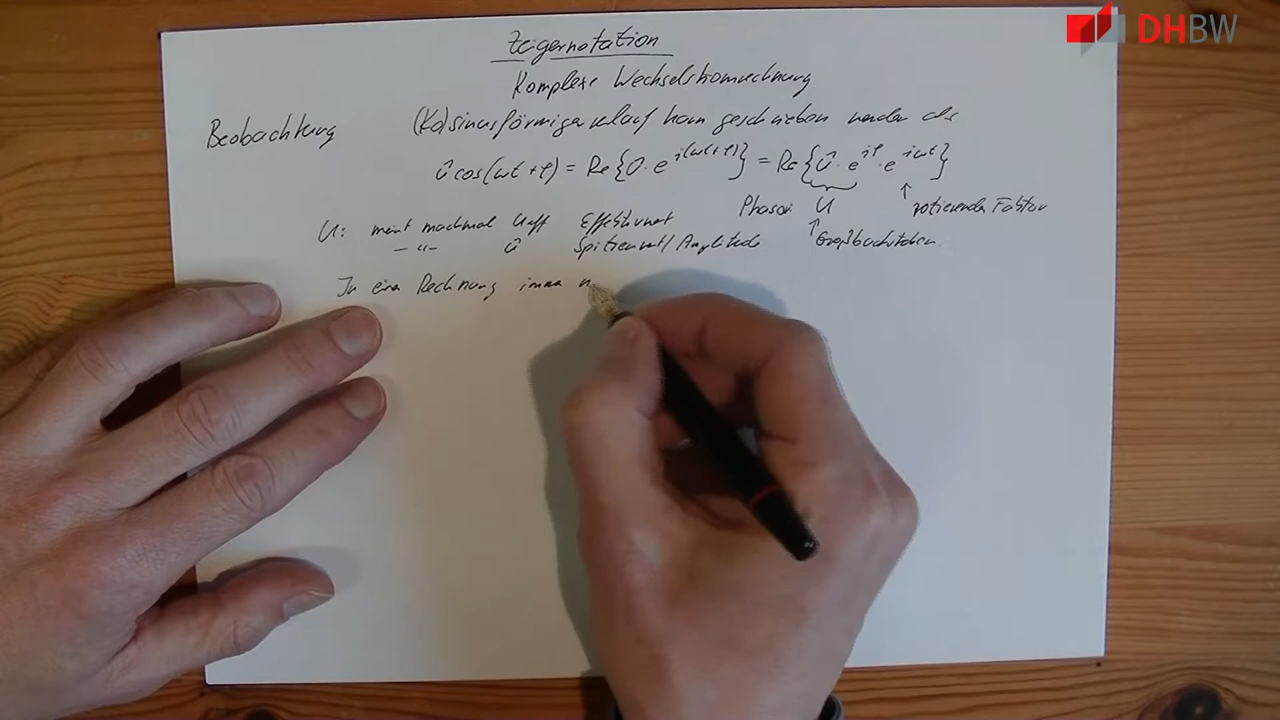 DHBW
Zeigernotation
Komplexe Wechselstromrechnung
Beobachtung (Ko)sinusförmiger Verlauf kann geschrieben werden als
û cos(ωt+φ) = Re{Û·e^{j(ωt+φ)}} = Re{Û·e^{jφ}·e^{jωt}}
Phasor U ↑ rotierender Faktor
U: meint machmal Ueff Effektivwert ↑ Großbuchstaben
–"– û Spitzenwert/Amplitude
In einer Rechnung immer